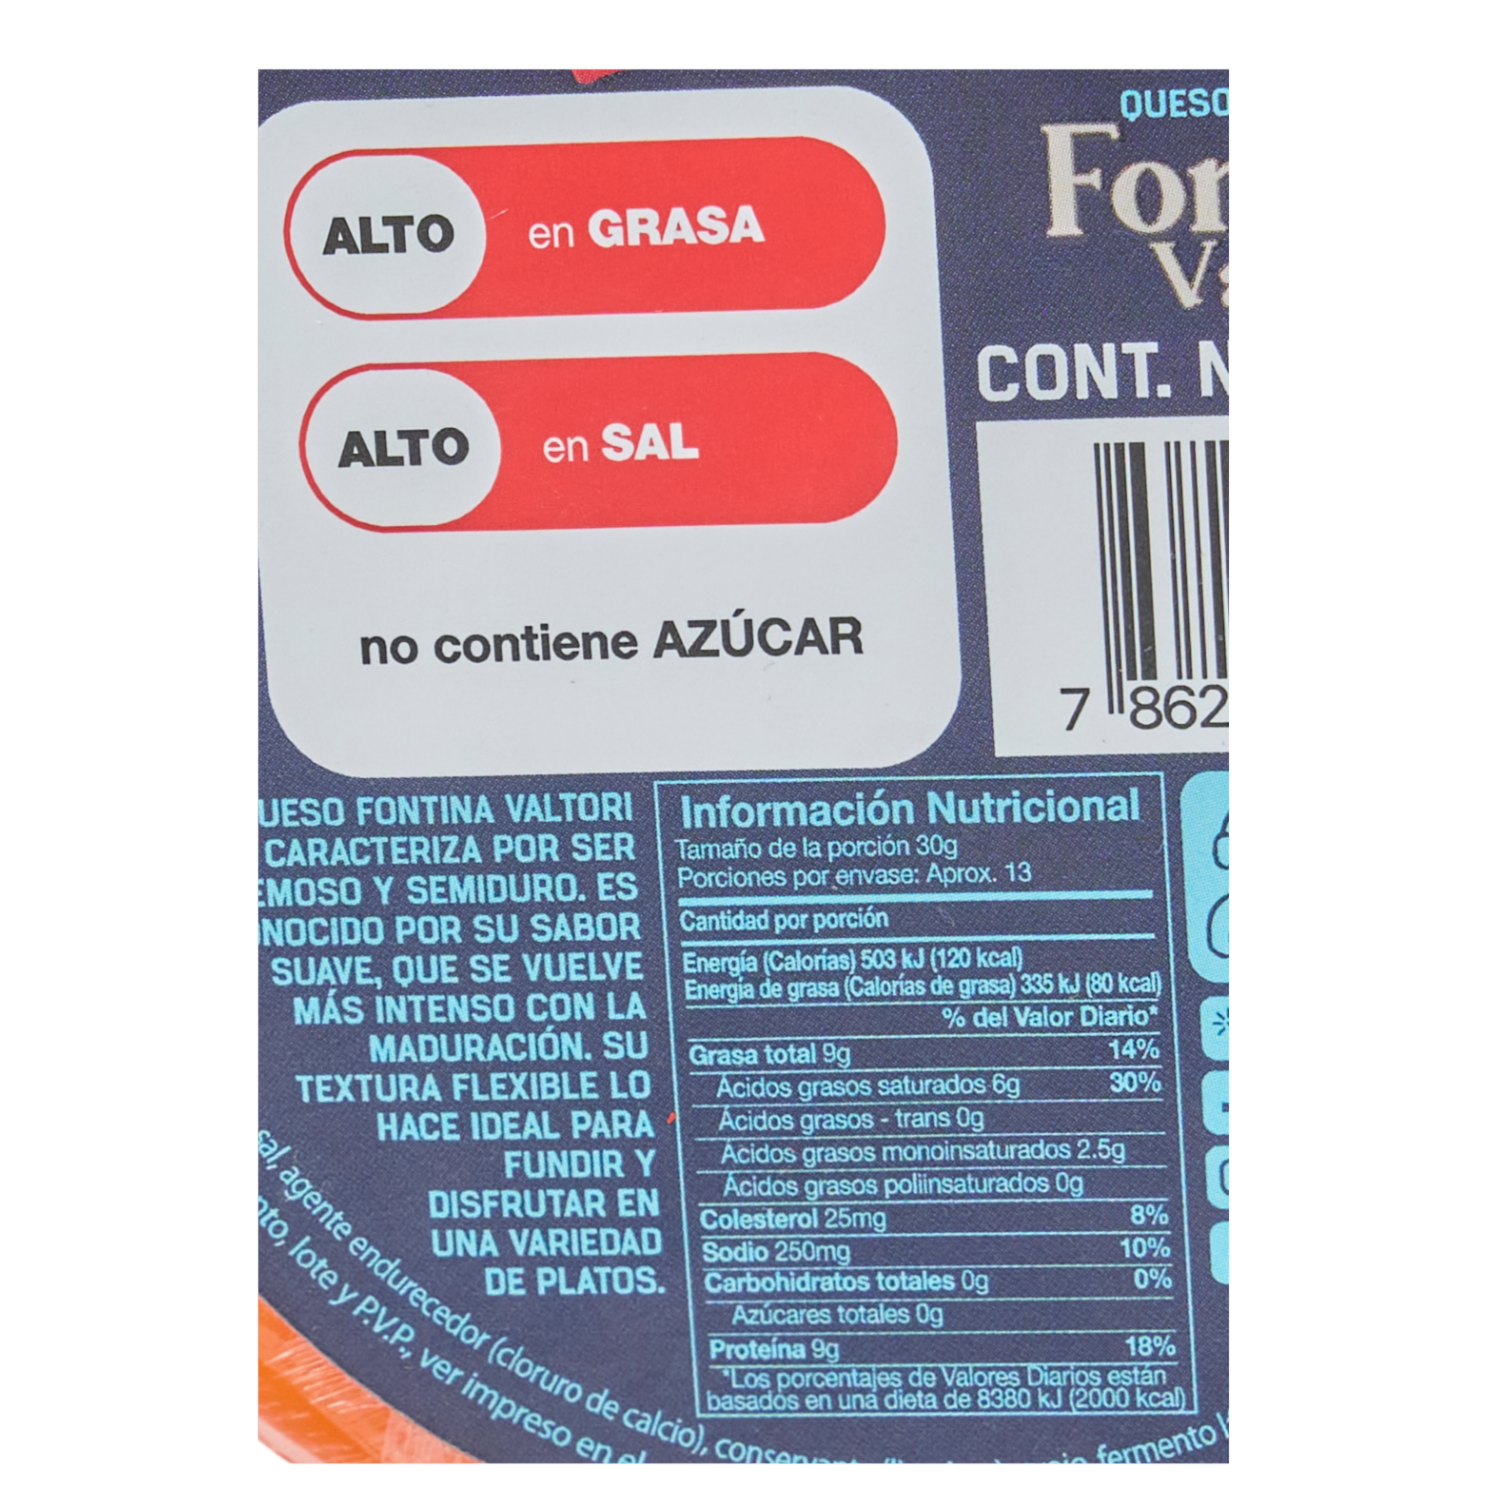 ALTO en GRASA
ALTO en SAL
no contiene AZÚCAR
CONT.
7 862
UESO FONTINA VALTORI
CARACTERIZA POR SER
EMOSO Y SEMIDURO. ES
NOCIDO POR SU SABOR
SUAVE, QUE SE VUELVE
MÁS INTENSO CON LA
MADURACIÓN. SU
TEXTURA FLEXIBLE LO
HACE IDEAL PARA
FUNDIR Y
DISFRUTAR EN
UNA VARIEDAD
DE PLATOS.
Información Nutricional
Tamaño de la porción 30g
Porciones por envase: Aprox. 13
Cantidad por porción
Energía (Calorías) 503 kJ (120 kcal)
Energía de grasa (Calorías de grasa) 335 kJ (80 kcal)
% del Valor Diario*
Grasa total 9g 14%
Ácidos grasos saturados 6g 30%
Ácidos grasos - trans 0g
Ácidos grasos monoinsaturados 2.5g
Ácidos grasos poliinsaturados 0g
Colesterol 25mg 8%
Sodio 250mg 10%
Carbohidratos totales 0g 0%
Azúcares totales 0g
Proteína 9g 18%
*Los porcentajes de Valores Diarios están
basados en una dieta de 8380 kJ (2000 kcal)
sal, agente endurecedor (cloruro de calcio), fermento
lote y P.V.P., ver impreso en el
QUESO